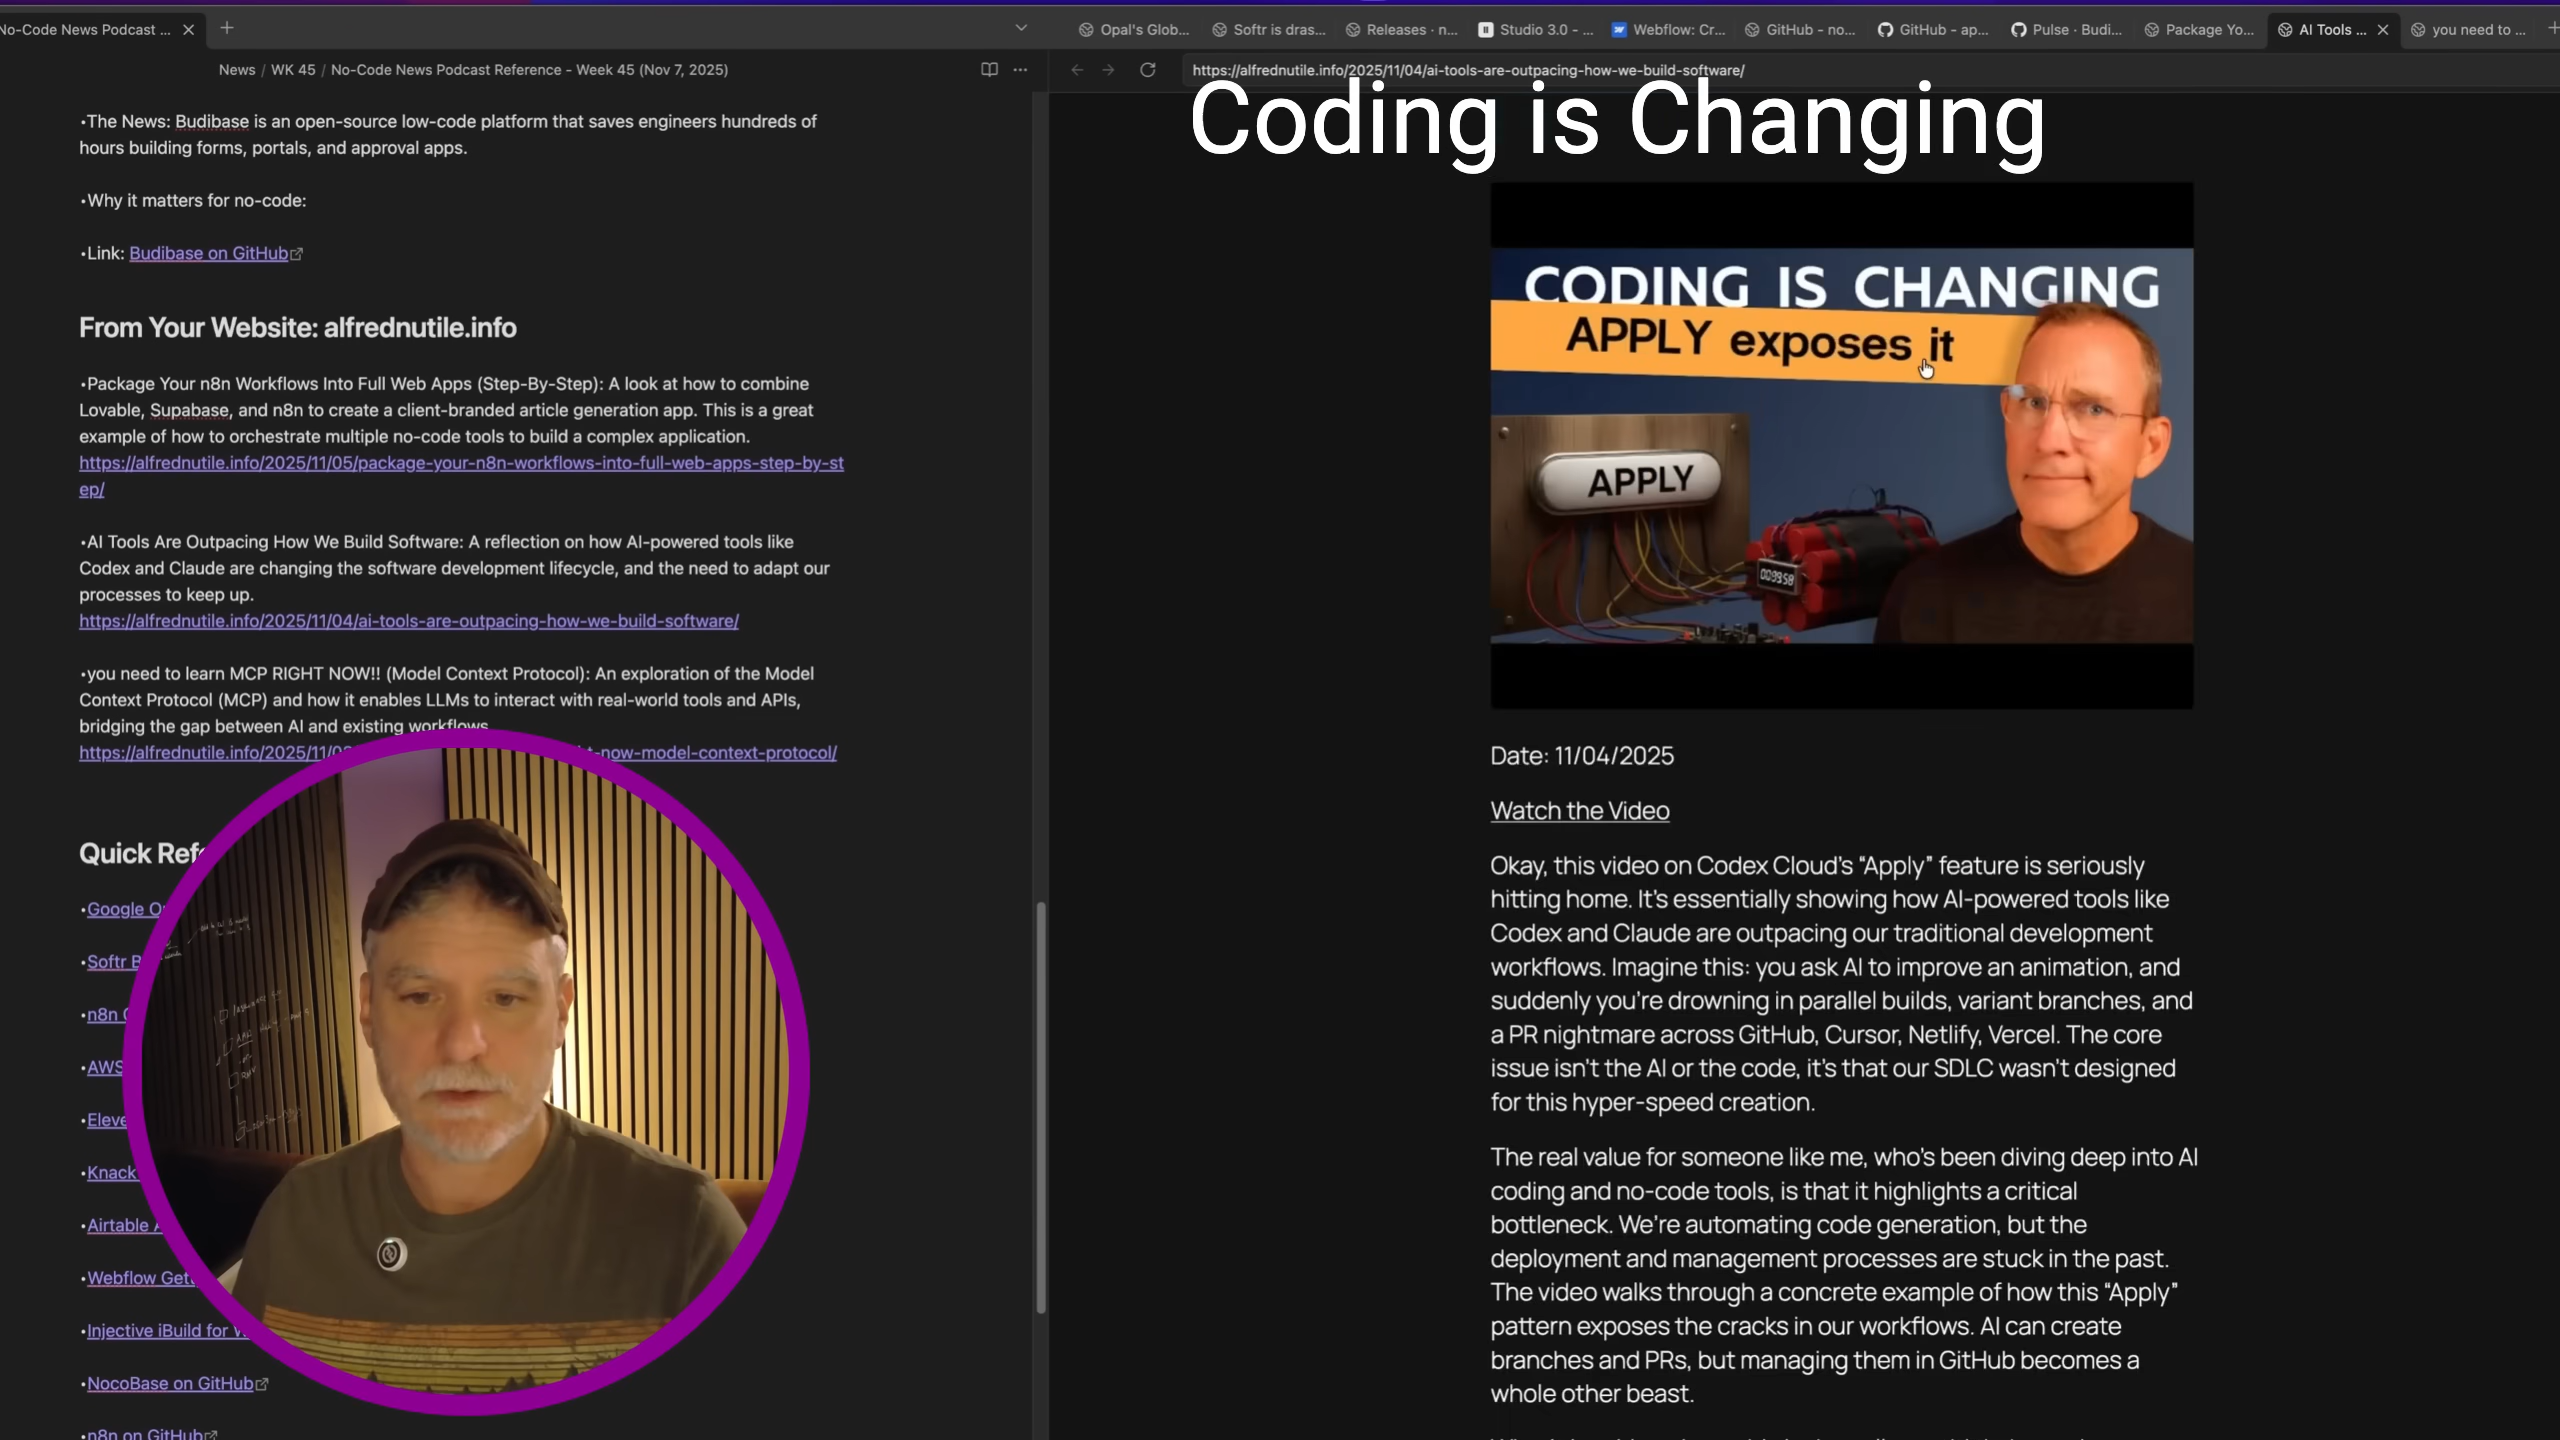 No-Code News Podcast ...
Opal's Glob...
Softr is dras...
Releases · n...
Studio 3.0 - ...
Webflow: Cr...
GitHub - no...
GitHub - ap...
Pulse · Budi...
Package Yo...
AI Tools ...
you need to ...
News / WK 45 / No-Code News Podcast Reference - Week 45 (Nov 7, 2025)
https://alfrednutile.info/2025/11/04/ai-tools-are-outpacing-how-we-build-software/
Coding is Changing
•The News: Budibase is an open-source low-code platform that saves engineers hundreds of
hours building forms, portals, and approval apps.
•Why it matters for no-code:
•Link: Budibase on GitHub
From Your Website: alfrednutile.info
•Package Your n8n Workflows Into Full Web Apps (Step-By-Step): A look at how to combine
Lovable, Supabase, and n8n to create a client-branded article generation app. This is a great
example of how to orchestrate multiple no-code tools to build a complex application.
https://alfrednutile.info/2025/11/05/package-your-n8n-workflows-into-full-web-apps-step-by-st
ep/
•AI Tools Are Outpacing How We Build Software: A reflection on how AI-powered tools like
Codex and Claude are changing the software development lifecycle, and the need to adapt our
processes to keep up.
https://alfrednutile.info/2025/11/04/ai-tools-are-outpacing-how-we-build-software/
•you need to learn MCP RIGHT NOW!! (Model Context Protocol): An exploration of the Model
Context Protocol (MCP) and how it enables LLMs to interact with real-world tools and APIs,
bridging the gap between AI and existing workflows.
https://alfrednutile.info/2025/11/0 t-now-model-context-protocol/
Quick Ref
•Google O
•Softr B
•n8n
•AWS
•Eleve
•Knack
•Airtable A
•Webflow Get
•Injective iBuild for
•NocoBase on GitHub
•n8n on GitHub
CODING IS CHANGING
APPLY exposes it
APPLY
Date: 11/04/2025
Watch the Video
Okay, this video on Codex Cloud's “Apply” feature is seriously
hitting home. It's essentially showing how AI-powered tools like
Codex and Claude are outpacing our traditional development
workflows. Imagine this: you ask AI to improve an animation, and
suddenly you're drowning in parallel builds, variant branches, and
a PR nightmare across GitHub, Cursor, Netlify, Vercel. The core
issue isn't the AI or the code, it's that our SDLC wasn't designed
for this hyper-speed creation.
The real value for someone like me, who's been diving deep into AI
coding and no-code tools, is that it highlights a critical
bottleneck. We're automating code generation, but the
deployment and management processes are stuck in the past.
The video walks through a concrete example of how this “Apply”
pattern exposes the cracks in our workflows. AI can create
branches and PRs, but managing them in GitHub becomes a
whole other beast.